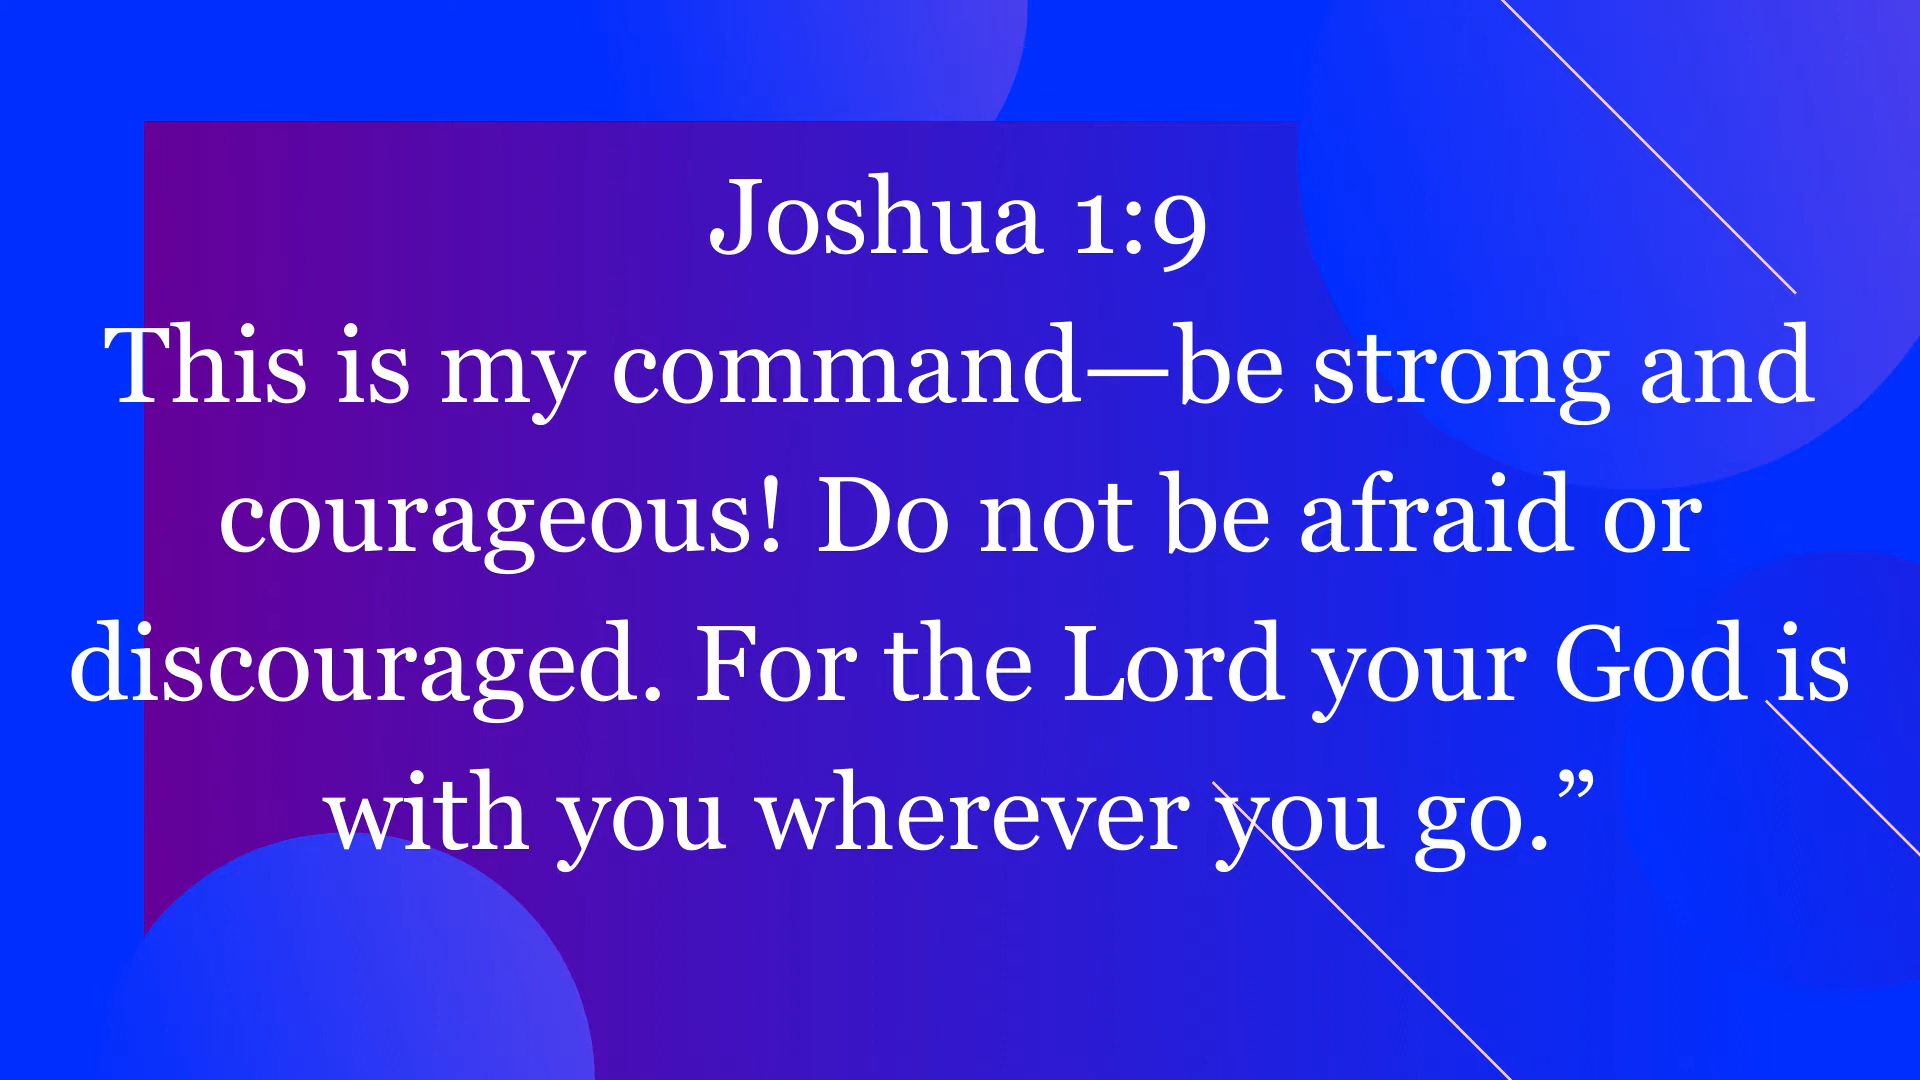 Joshua 1:9
This is my command—be strong and
courageous! Do not be afraid or
discouraged. For the Lord your God is
with you wherever you go.”